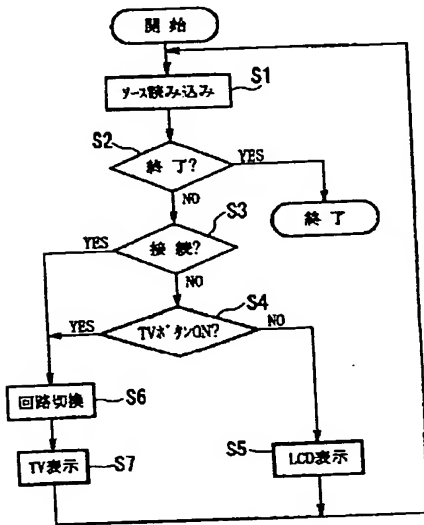 開始
ソース読み込み
S1
S2
終了?
YES
NO
終了
S3
YES
接続?
NO
S4
YES
TVボタンON?
NO
回路切換
S6
S5
LCD表示
TV表示
S7